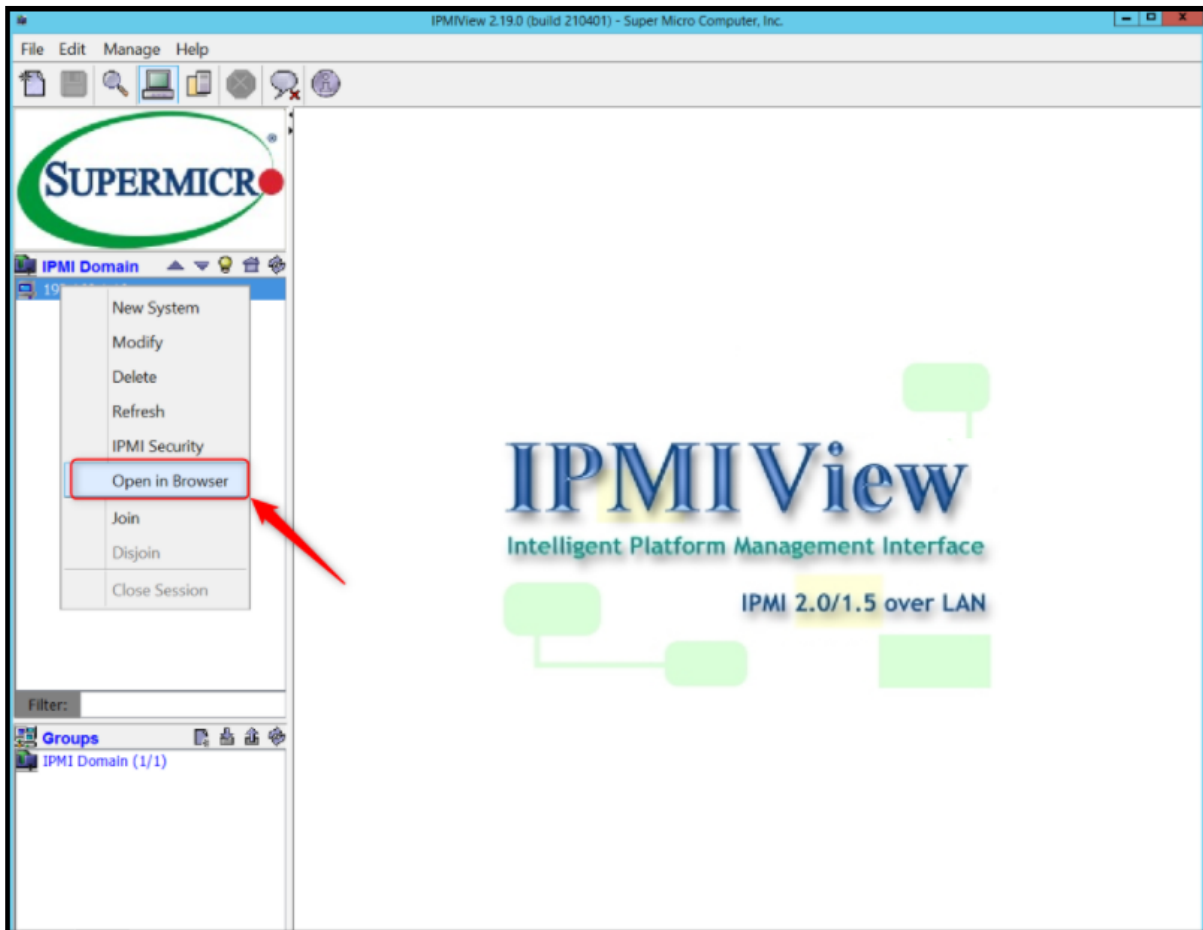 IPMIView 2.19.0 (build 210401) - Super Micro Computer, Inc.
File Edit Manage Help
SUPERMICR
®
IPMI Domain
New System
Modify
Delete
Refresh
IPMI Security
Open in Browser
Join
Disjoin
Close Session
IPMIView
Intelligent Platform Management Interface
IPMI 2.0/1.5 over LAN
Filter:
Groups
IPMI Domain (1/1)